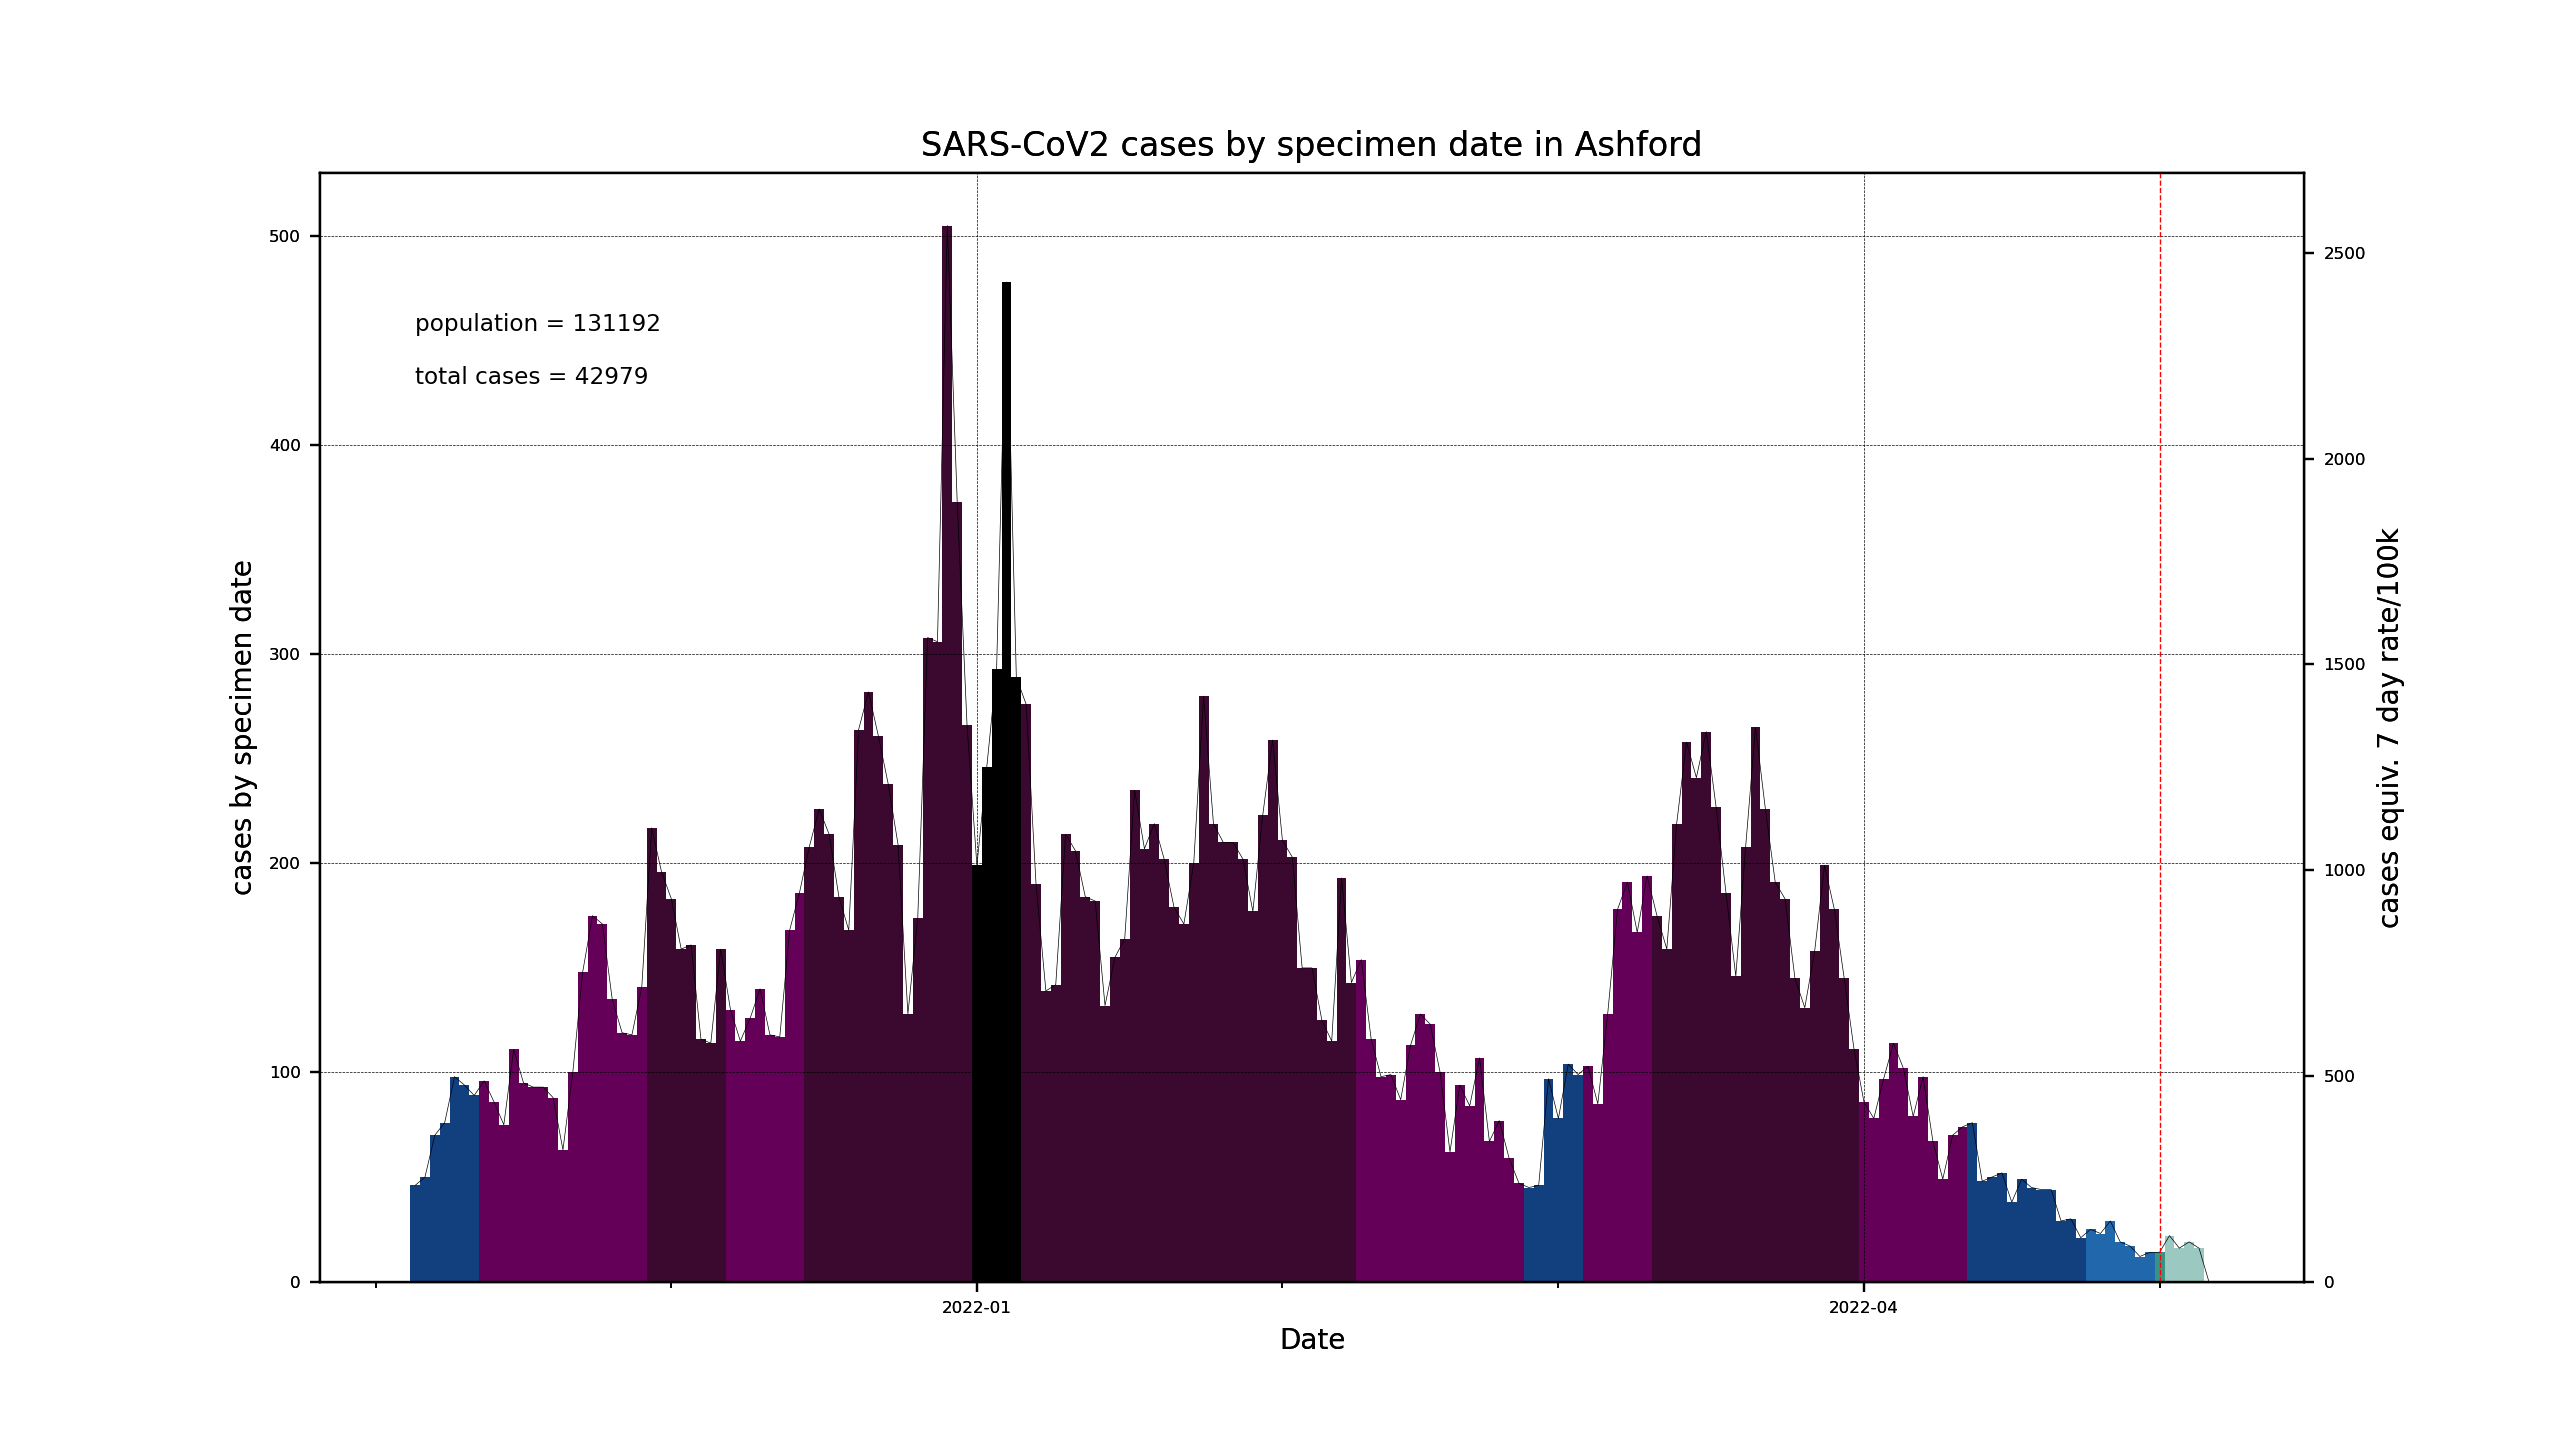 SARS-CoV2 cases by specimen date in Ashford
population = 131192
total cases = 42979
cases by specimen date
500
400
300
200
100
0
2500
2000
1500
1000
500
0
cases equiv. 7 day rate/100k
2022-01
2022-04
Date